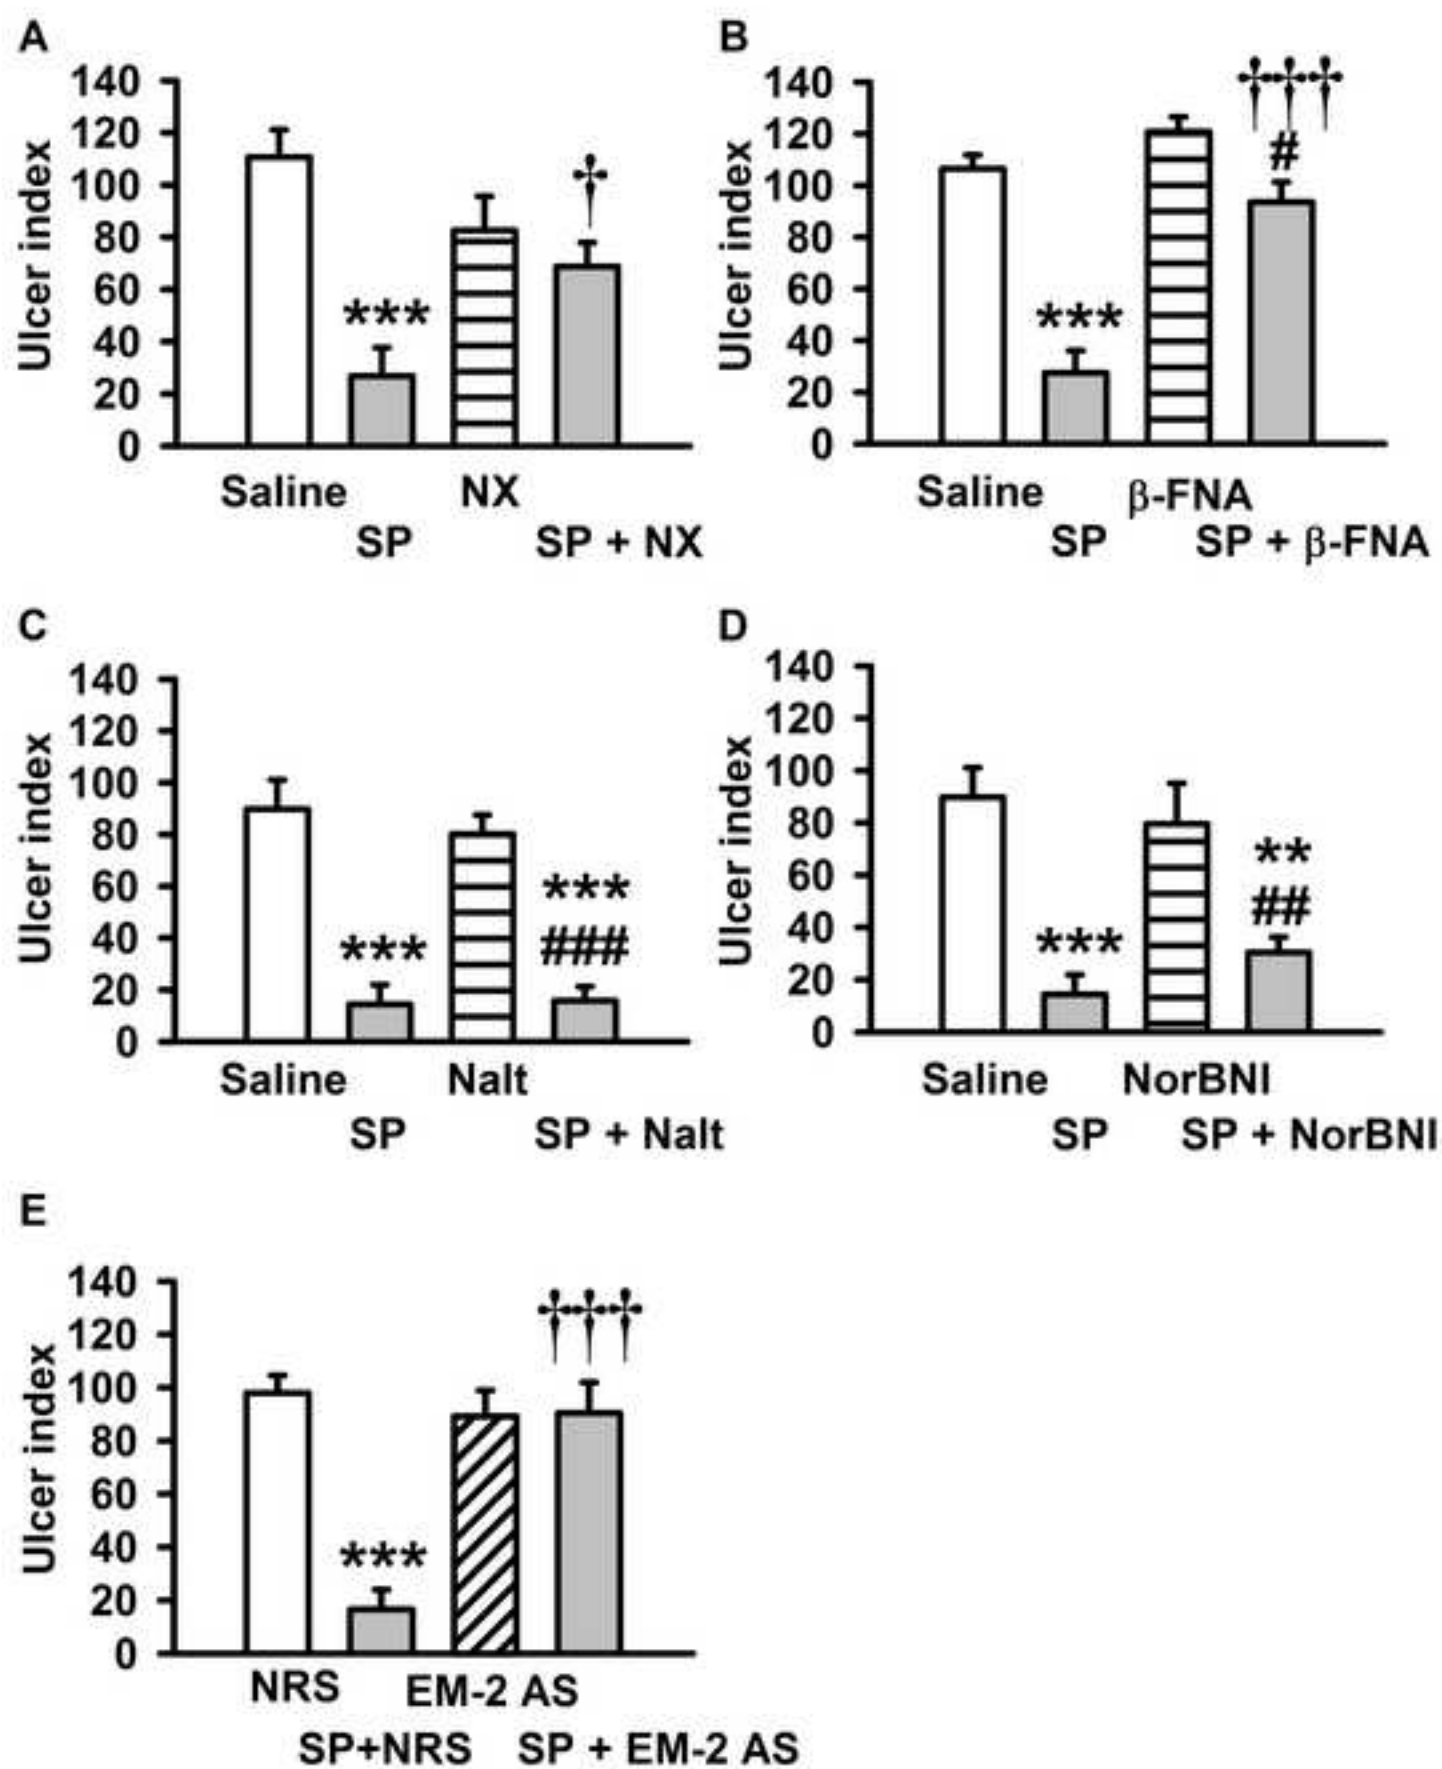 A
Ulcer index
140
120
100
80
60
40
20
0
***
†
Saline
NX
SP
SP + NX
B
Ulcer index
140
120
100
80
60
40
20
0
***
†††
#
Saline
β-FNA
SP
SP + β-FNA
C
Ulcer index
140
120
100
80
60
40
20
0
***
***
###
Saline
Nalt
SP
SP + Nalt
D
Ulcer index
140
120
100
80
60
40
20
0
***
**
##
Saline
NorBNI
SP
SP + NorBNI
E
Ulcer index
140
120
100
80
60
40
20
0
***
†††
NRS
EM-2 AS
SP+NRS
SP + EM-2 AS